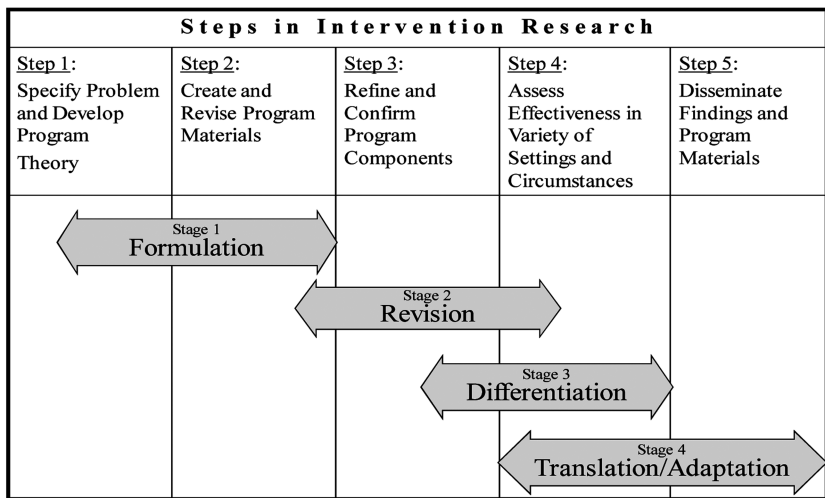 Steps in Intervention Research
Step 1:
Specify Problem
and Develop
Program
Theory
Step 2:
Create and
Revise Program
Materials
Step 3:
Refine and
Confirm
Program
Components
Step 4:
Assess
Effectiveness in
Variety of
Settings and
Circumstances
Step 5:
Disseminate
Findings and
Program
Materials
Stage 1
Formulation
Stage 2
Revision
Stage 3
Differentiation
Stage 4
Translation/Adaptation